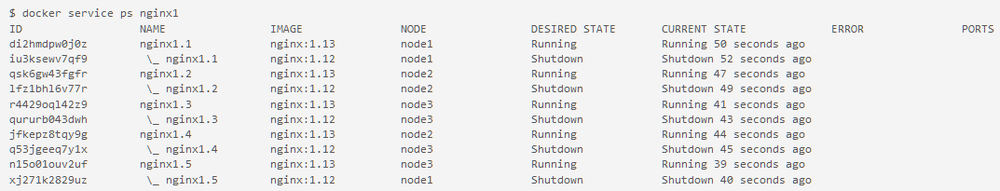 $ docker service ps nginx1
ID NAME IMAGE NODE DESIRED STATE CURRENT STATE ERROR PORTS
di2hmdpw0j0z nginx1.1 nginx:1.13 node1 Running Running 50 seconds ago
iu3ksewv7qf9 \_ nginx1.1 nginx:1.12 node1 Shutdown Shutdown 52 seconds ago
qsk6gw43fgfr nginx1.2 nginx:1.13 node2 Running Running 47 seconds ago
lfz1bhl6v77r \_ nginx1.2 nginx:1.12 node2 Shutdown Shutdown 49 seconds ago
r4429oql42z9 nginx1.3 nginx:1.13 node3 Running Running 41 seconds ago
qururb043dwh \_ nginx1.3 nginx:1.12 node3 Shutdown Shutdown 43 seconds ago
jfkepz8tqy9g nginx1.4 nginx:1.13 node2 Running Running 44 seconds ago
q53jgeeq7y1x \_ nginx1.4 nginx:1.12 node3 Shutdown Shutdown 45 seconds ago
n15o01ouv2uf nginx1.5 nginx:1.13 node3 Running Running 39 seconds ago
xj271k2829uz \_ nginx1.5 nginx:1.12 node1 Shutdown Shutdown 40 seconds ago